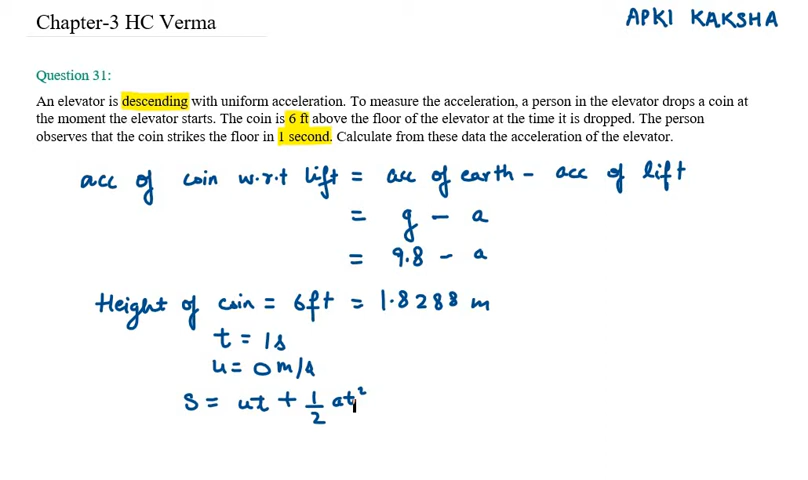 Chapter-3 HC Verma
APKI KAKSHA
Question 31:
An elevator is descending with uniform acceleration. To measure the acceleration, a person in the elevator drops a coin at
the moment the elevator starts. The coin is 6 ft above the floor of the elevator at the time it is dropped. The person
observes that the coin strikes the floor in 1 second. Calculate from these data the acceleration of the elevator.
acc of coin w.r.t lift = acc of earth - acc of lift
= g - a
= 9.8 - a
Height of coin = 6ft = 1.8288 m
t = 1s
u = 0 m/s
s = ut + 1/2 at²